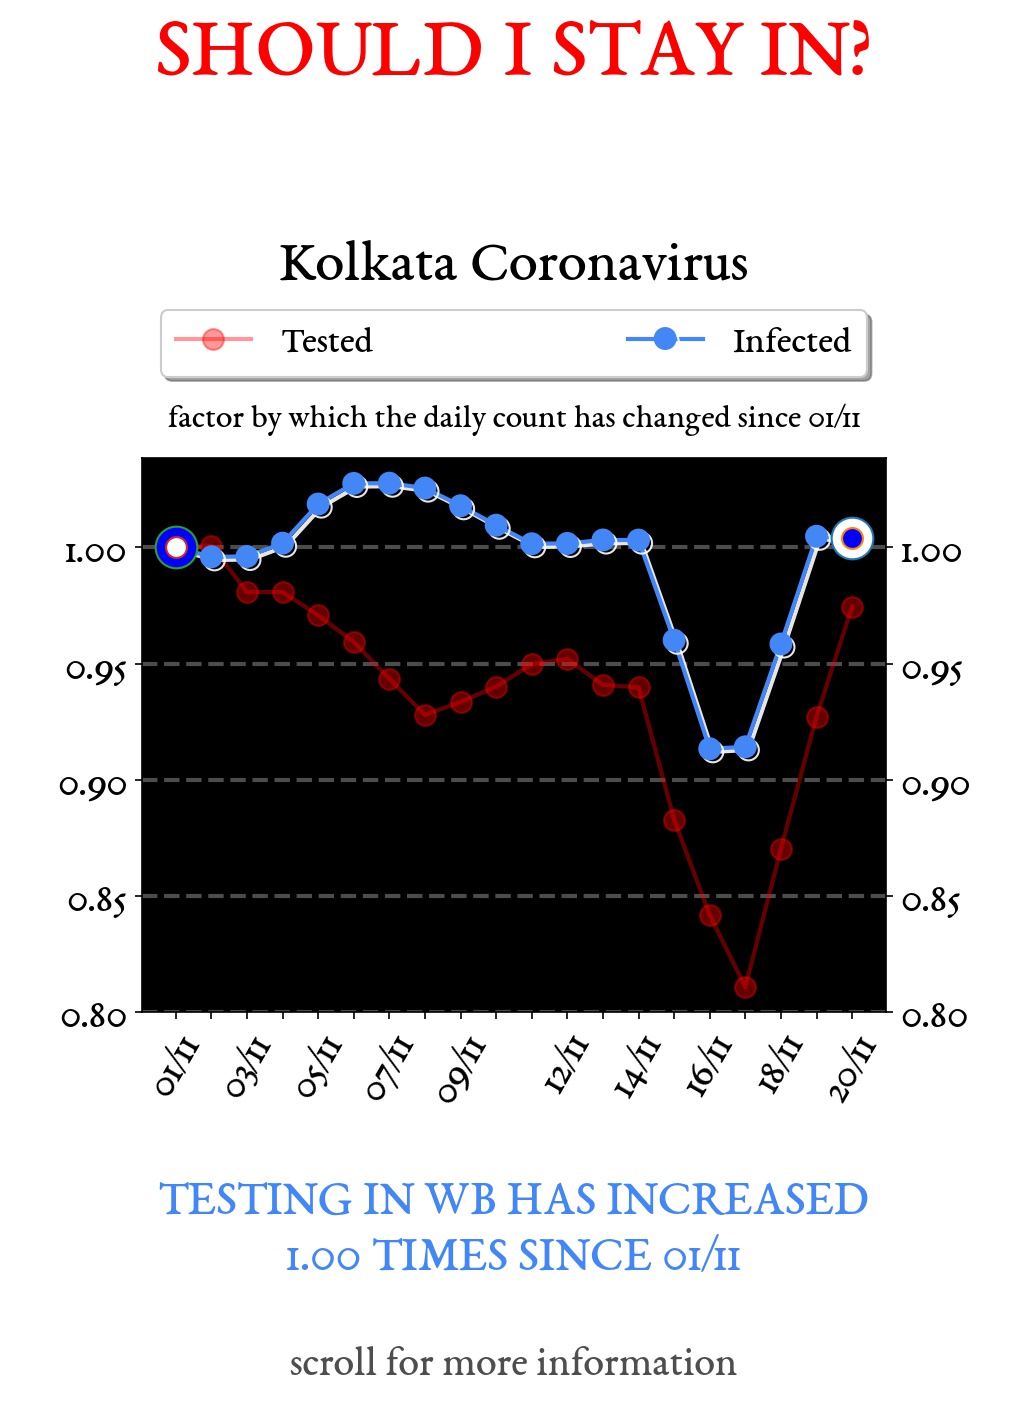 SHOULD I STAY IN?
Kolkata Coronavirus
Tested Infected
factor by which the daily count has changed since 01/11
1.00 1.00
0.95 0.95
0.90 0.90
0.85 0.85
0.80 0.80
01/11 03/11 05/11 07/11 09/11 12/11 14/11 16/11 18/11 20/11
TESTING IN WB HAS INCREASED
1.00 TIMES SINCE 01/11
scroll for more information